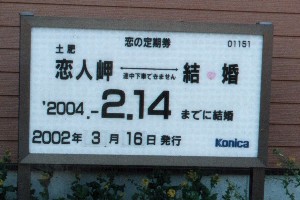 恋の定期券 01151
土肥
恋人岬 ⟷ 結婚
途中下車できません
'2004.-2.14 までに結婚
2002年 3月16日発行 Konica